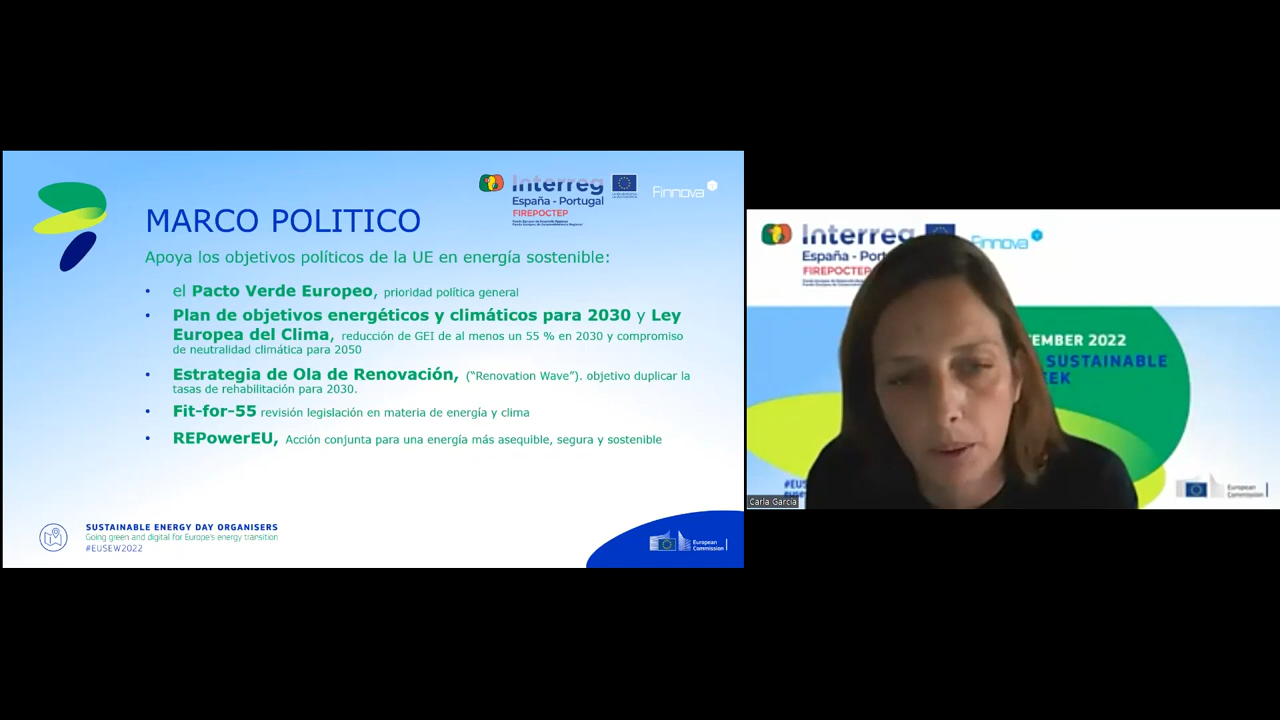 Interreg
España - Portugal
FIREPOCTEP
Finnova
MARCO POLITICO
Apoya los objetivos políticos de la UE en energía sostenible:
• el Pacto Verde Europeo, prioridad política general
• Plan de objetivos energéticos y climáticos para 2030 y Ley
Europea del Clima, reducción de GEI de al menos un 55 % en 2030 y compromiso
de neutralidad climática para 2050
• Estrategia de Ola de Renovación, (“Renovation Wave”). objetivo duplicar la
tasas de rehabilitación para 2030.
• Fit-for-55 revisión legislación en materia de energía y clima
• REPowerEU, Acción conjunta para una energía más asequible, segura y sostenible
SUSTAINABLE ENERGY DAY ORGANISERS
Going green and digital for Europe's energy transition
#EUSEW2022
European
Commission
Interreg
España - Port
FIREPOCTEP
Finnova
TEMBER 2022
SUSTAINABLE
EEK
#EUS
eusew
European
Commission
Carla García